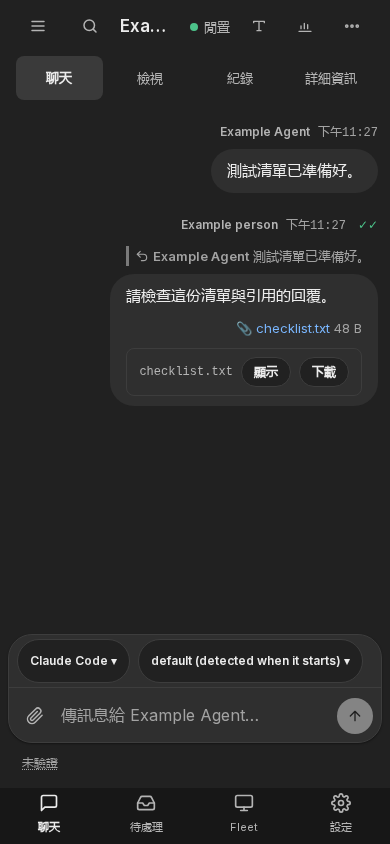 Exa... 閒置
聊天 檢視 紀錄 詳細資訊
Example Agent 下午11:27
測試清單已準備好。
Example person 下午11:27 ✓✓
Example Agent 測試清單已準備好。
請檢查這份清單與引用的回覆。
📎 checklist.txt 48 B
checklist.txt 顯示 下載
Claude Code ▾ default (detected when it starts) ▾
傳訊息給 Example Agent...
未驗證
聊天 待處理 Fleet 設定